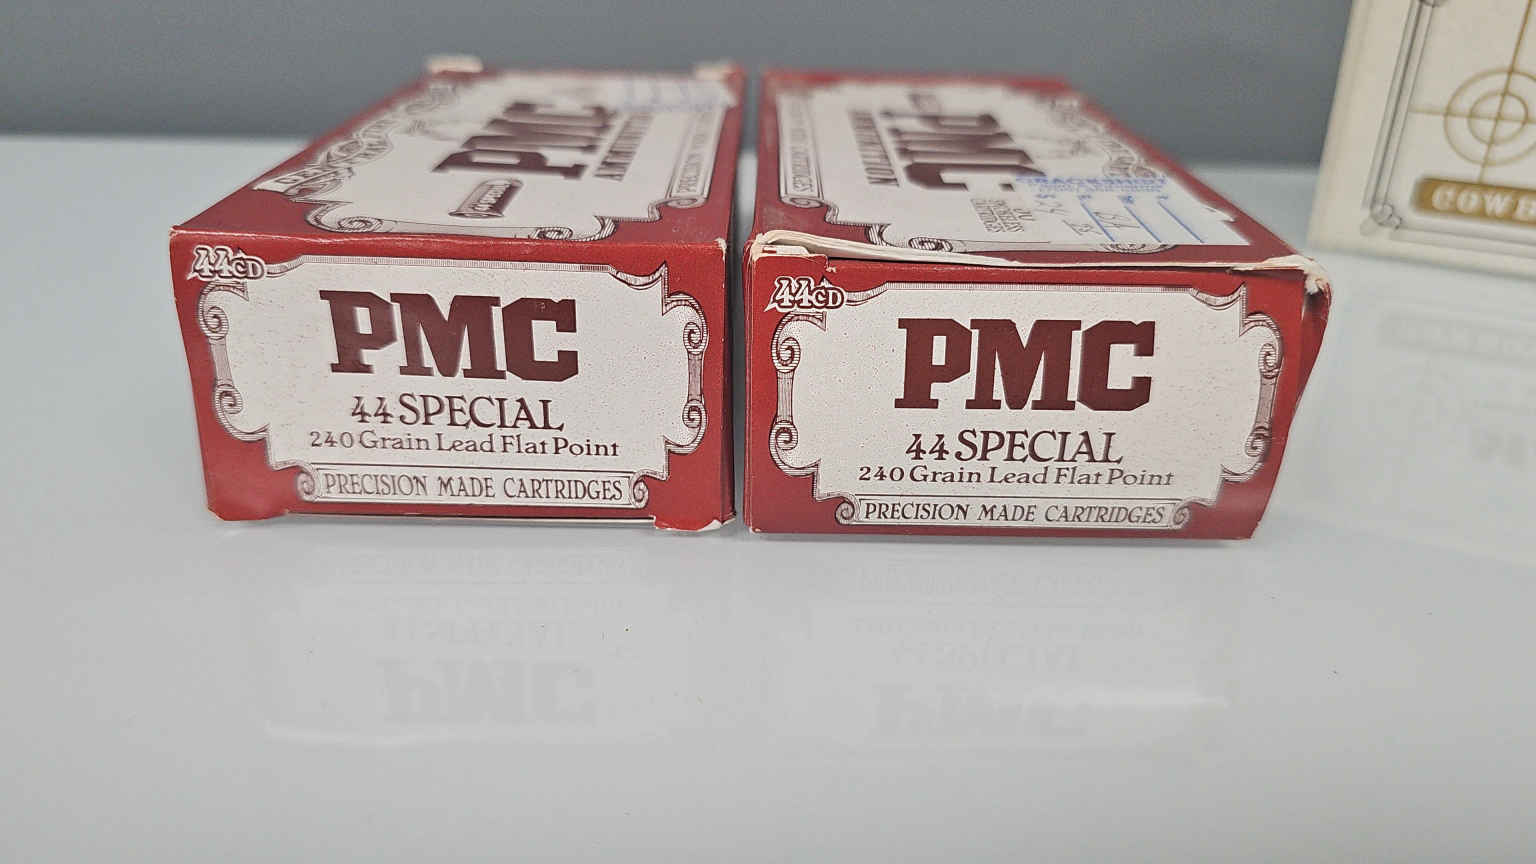 PMC
AMMUNITION
44CD
PMC
44 SPECIAL
240 Grain Lead Flat Point
PRECISION MADE CARTRIDGES
PMC
AMMUNITION
44CD
PMC
44 SPECIAL
240 Grain Lead Flat Point
PRECISION MADE CARTRIDGES